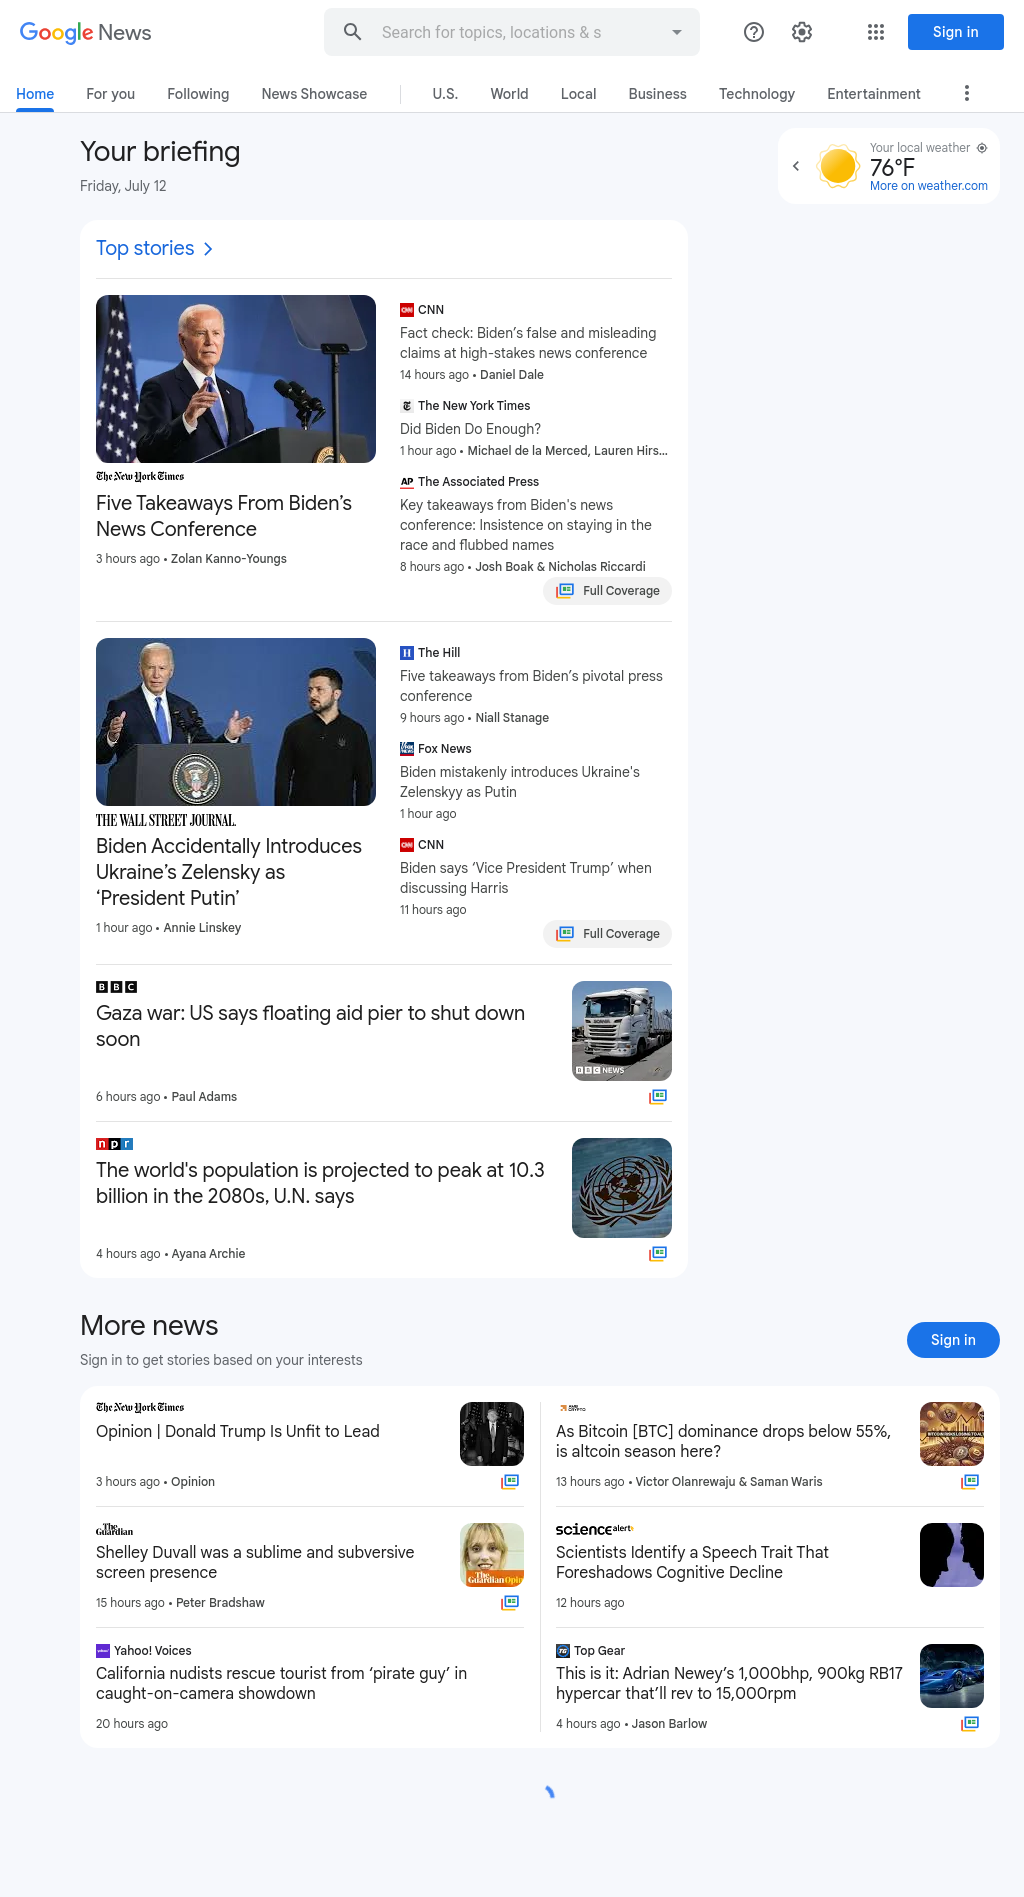 Google News
Search for topics, locations & s
Sign in
Home
For you
Following
News Showcase
U.S.
World
Local
Business
Technology
Entertainment
Your briefing
Friday, July 12
Your local weather
76°F
More on weather.com
Top stories
The New York Times
Five Takeaways From Biden’s
News Conference
3 hours ago • Zolan Kanno-Youngs
CNN
Fact check: Biden’s false and misleading
claims at high-stakes news conference
14 hours ago • Daniel Dale
The New York Times
Did Biden Do Enough?
1 hour ago • Michael de la Merced, Lauren Hirs...
AP The Associated Press
Key takeaways from Biden's news
conference: Insistence on staying in the
race and flubbed names
8 hours ago • Josh Boak & Nicholas Riccardi
Full Coverage
THE WALL STREET JOURNAL.
Biden Accidentally Introduces
Ukraine’s Zelensky as
‘President Putin’
1 hour ago • Annie Linskey
H The Hill
Five takeaways from Biden’s pivotal press
conference
9 hours ago • Niall Stanage
Fox News
Biden mistakenly introduces Ukraine's
Zelenskyy as Putin
1 hour ago
CNN
Biden says ‘Vice President Trump’ when
discussing Harris
11 hours ago
Full Coverage
BBC
Gaza war: US says floating aid pier to shut down
soon
6 hours ago • Paul Adams
SCANIA
BBC NEWS
npr
The world's population is projected to peak at 10.3
billion in the 2080s, U.N. says
4 hours ago • Ayana Archie
More news
Sign in to get stories based on your interests
Sign in
The New York Times
Opinion | Donald Trump Is Unfit to Lead
3 hours ago • Opinion
The Guardian
Shelley Duvall was a sublime and subversive
screen presence
15 hours ago • Peter Bradshaw
The
Guardian Opin
Yahoo! Voices
California nudists rescue tourist from ‘pirate guy’ in
caught-on-camera showdown
20 hours ago
AMB
CRYPTO
As Bitcoin [BTC] dominance drops below 55%,
is altcoin season here?
13 hours ago • Victor Olanrewaju & Saman Waris
sciencealert
Scientists Identify a Speech Trait That
Foreshadows Cognitive Decline
12 hours ago
TG Top Gear
This is it: Adrian Newey’s 1,000bhp, 900kg RB17
hypercar that’ll rev to 15,000rpm
4 hours ago • Jason Barlow